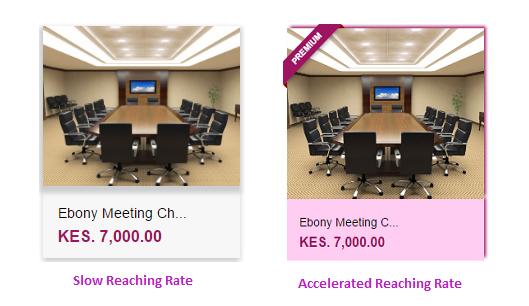 Ebony Meeting Ch...
KES. 7,000.00
Slow Reaching Rate
PREMIUM
Ebony Meeting Ch...
KES. 7,000.00
Accelerated Reaching Rate